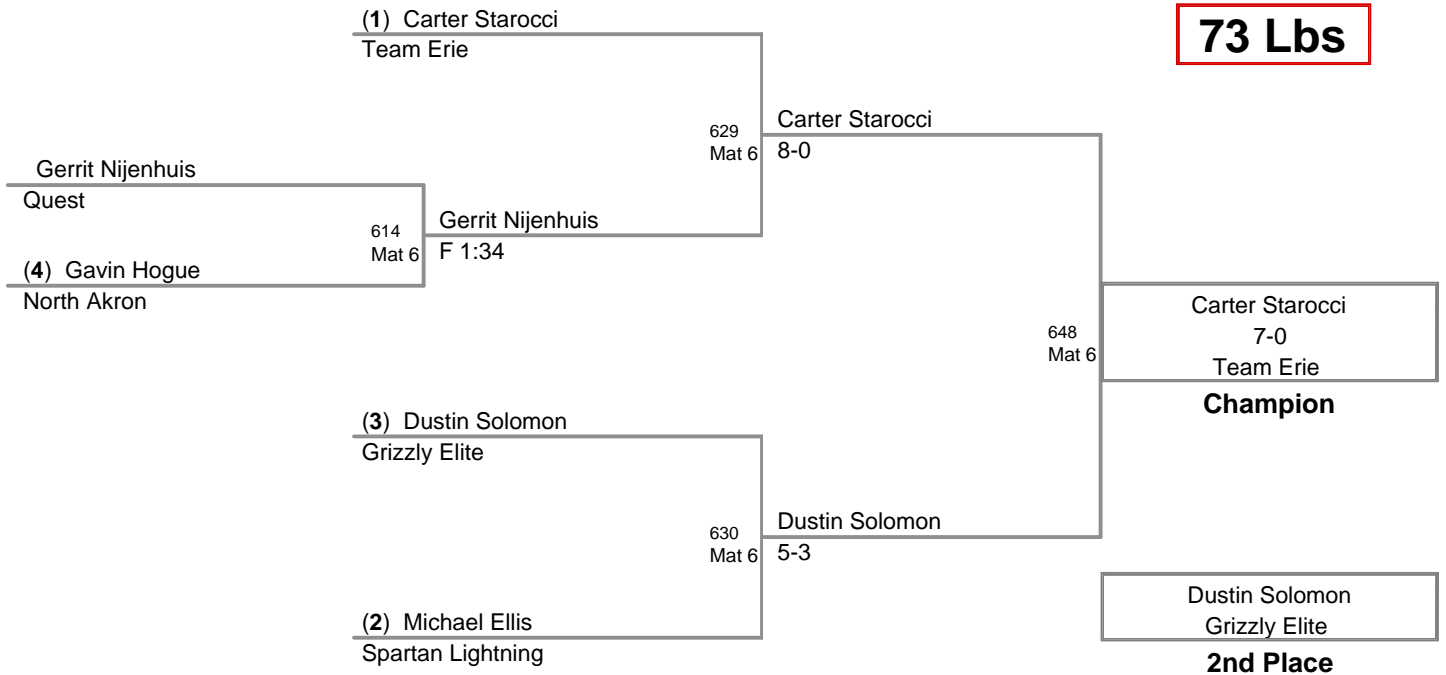 (1) Carter Starocci
Team Erie
73 Lbs
629
Mat 6
Carter Starocci
8-0
Gerrit Nijenhuis
Quest
614
Mat 6
Gerrit Nijenhuis
F 1:34
(4) Gavin Hogue
North Akron
648
Mat 6
Carter Starocci
7-0
Team Erie
Champion
(3) Dustin Solomon
Grizzly Elite
630
Mat 6
Dustin Solomon
5-3
(2) Michael Ellis
Spartan Lightning
Dustin Solomon
Grizzly Elite
2nd Place